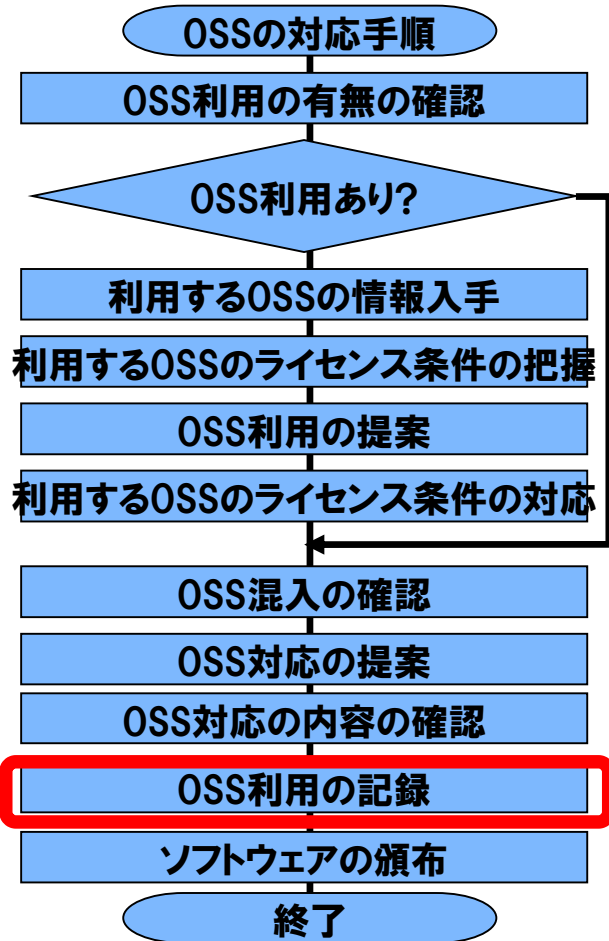 OSSの対応手順
OSS利用の有無の確認
OSS利用あり?
利用するOSSの情報入手
利用するOSSのライセンス条件の把握
OSS利用の提案
利用するOSSのライセンス条件の対応
OSS混入の確認
OSS対応の提案
OSS対応の内容の確認
OSS利用の記録
ソフトウェアの頒布
終了